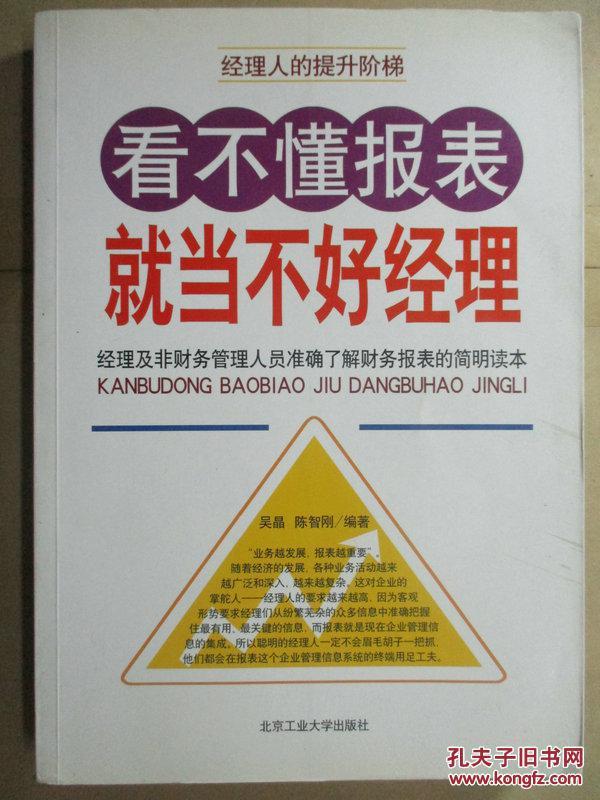 经理人的提升阶梯
看不懂报表
就当不好经理
经理及非财务管理人员准确了解财务报表的简明读本
KANBUDONG BAOBIAO JIU DANGBUHAO JINGLI
吴晶 陈智刚/编著
“业务越发展，报表越重要”。
随着经济的发展，各种业务活动越来
越广泛和深入，越来越复杂，这对企业的
掌舵人——经理人的要求越来越高，因为客观
形势要求经理们从纷繁芜杂的众多信息中准确把握
住最有用、最关键的信息，而报表就是现在企业管理信
息的集成。所以聪明的经理人一定不会眉毛胡子一把抓，
他们都会在报表这个企业管理信息系统的终端用足工夫。
北京工业大学出版社
孔夫子旧书网
www.kongfz.com